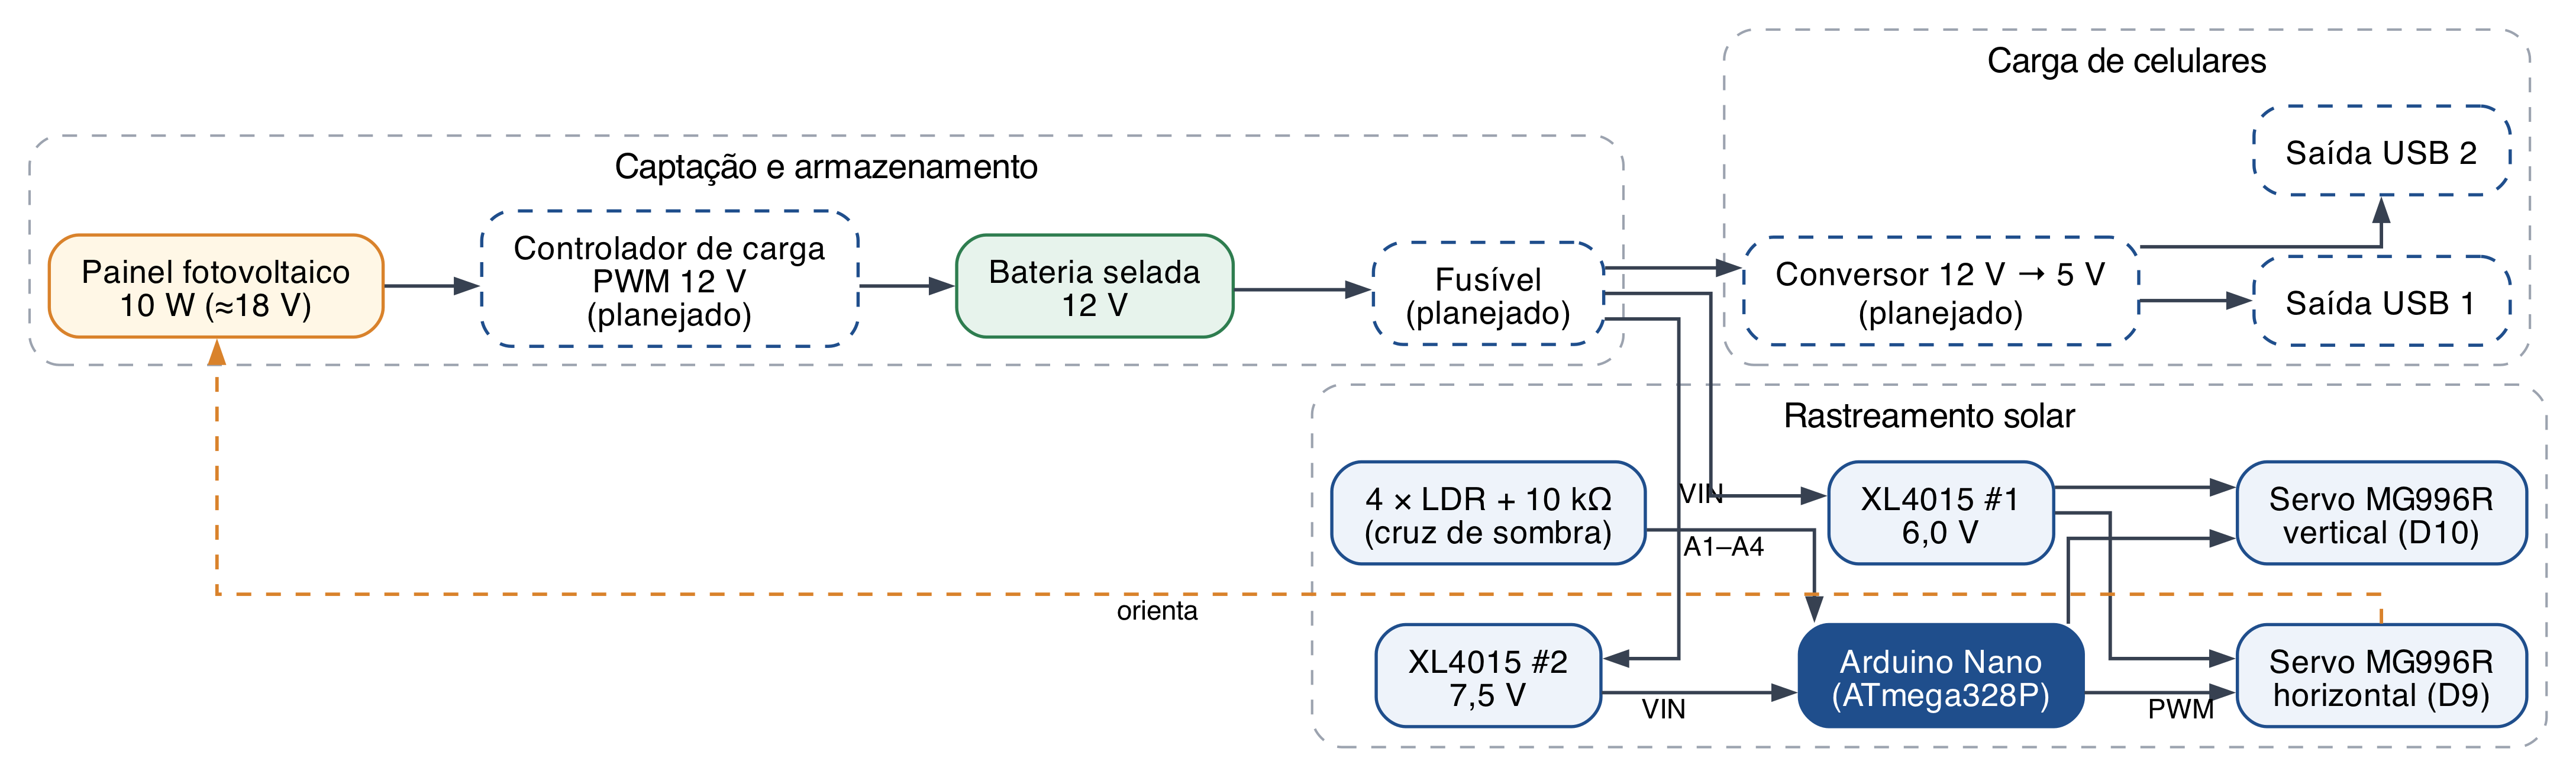 Carga de celulares
Saída USB 2
Captação e armazenamento
Painel fotovoltaico
10 W (≈18 V)
Controlador de carga
PWM 12 V
(planejado)
Bateria selada
12 V
Fusível
(planejado)
Conversor 12 V → 5 V
(planejado)
Saída USB 1
Rastreamento solar
4 × LDR + 10 kΩ
(cruz de sombra)
VIN
A1–A4
XL4015 #1
6,0 V
Servo MG996R
vertical (D10)
orienta
XL4015 #2
7,5 V
VIN
Arduino Nano
(ATmega328P)
PWM
Servo MG996R
horizontal (D9)